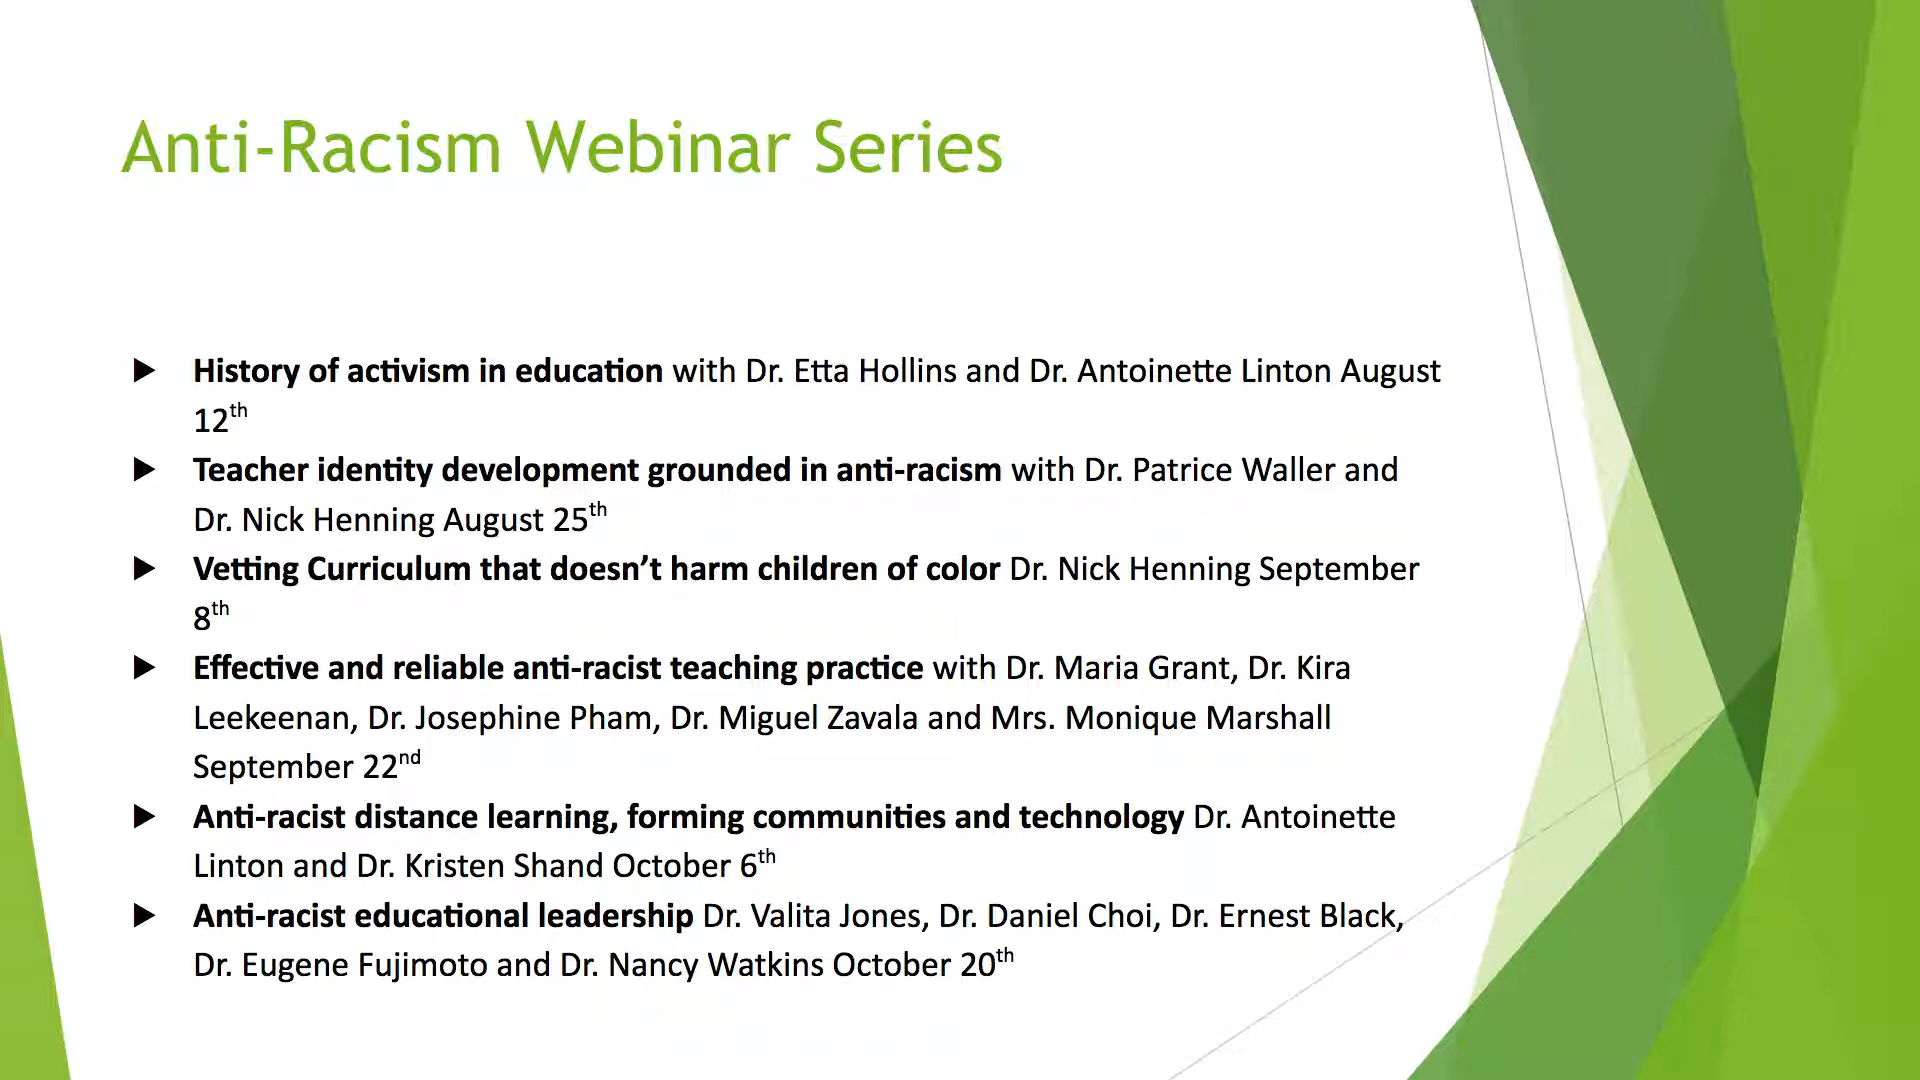 Anti-Racism Webinar Series
History of activism in education with Dr. Etta Hollins and Dr. Antoinette Linton August
12th
Teacher identity development grounded in anti-racism with Dr. Patrice Waller and
Dr. Nick Henning August 25th
Vetting Curriculum that doesn’t harm children of color Dr. Nick Henning September
8th
Effective and reliable anti-racist teaching practice with Dr. Maria Grant, Dr. Kira
Leekeenan, Dr. Josephine Pham, Dr. Miguel Zavala and Mrs. Monique Marshall
September 22nd
Anti-racist distance learning, forming communities and technology Dr. Antoinette
Linton and Dr. Kristen Shand October 6th
Anti-racist educational leadership Dr. Valita Jones, Dr. Daniel Choi, Dr. Ernest Black,
Dr. Eugene Fujimoto and Dr. Nancy Watkins October 20th